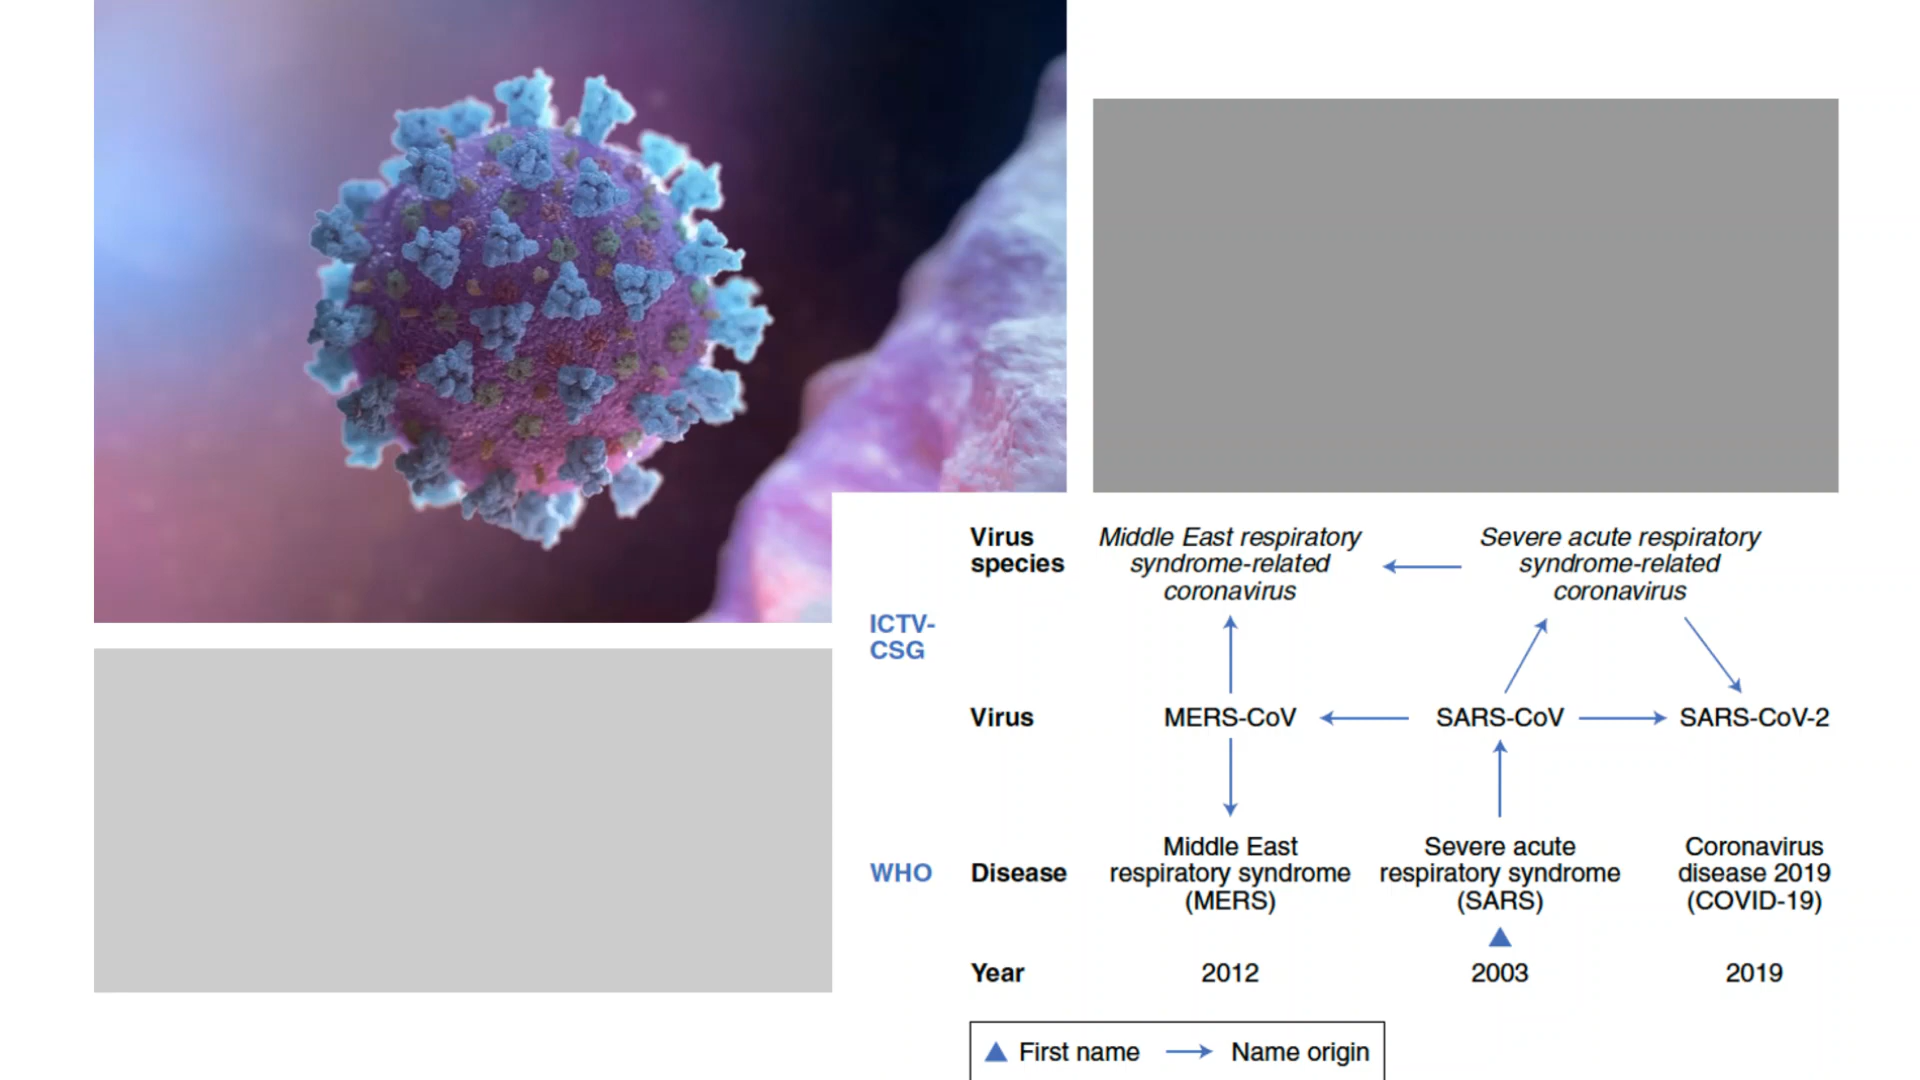 Virus
species
Middle East respiratory
syndrome-related
coronavirus
Severe acute respiratory
syndrome-related
coronavirus
ICTV-
CSG
Virus
MERS-CoV
SARS-CoV
SARS-CoV-2
WHO
Disease
Middle East
respiratory syndrome
(MERS)
Severe acute
respiratory syndrome
(SARS)
Coronavirus
disease 2019
(COVID-19)
Year
2012
2003
2019
First name
Name origin